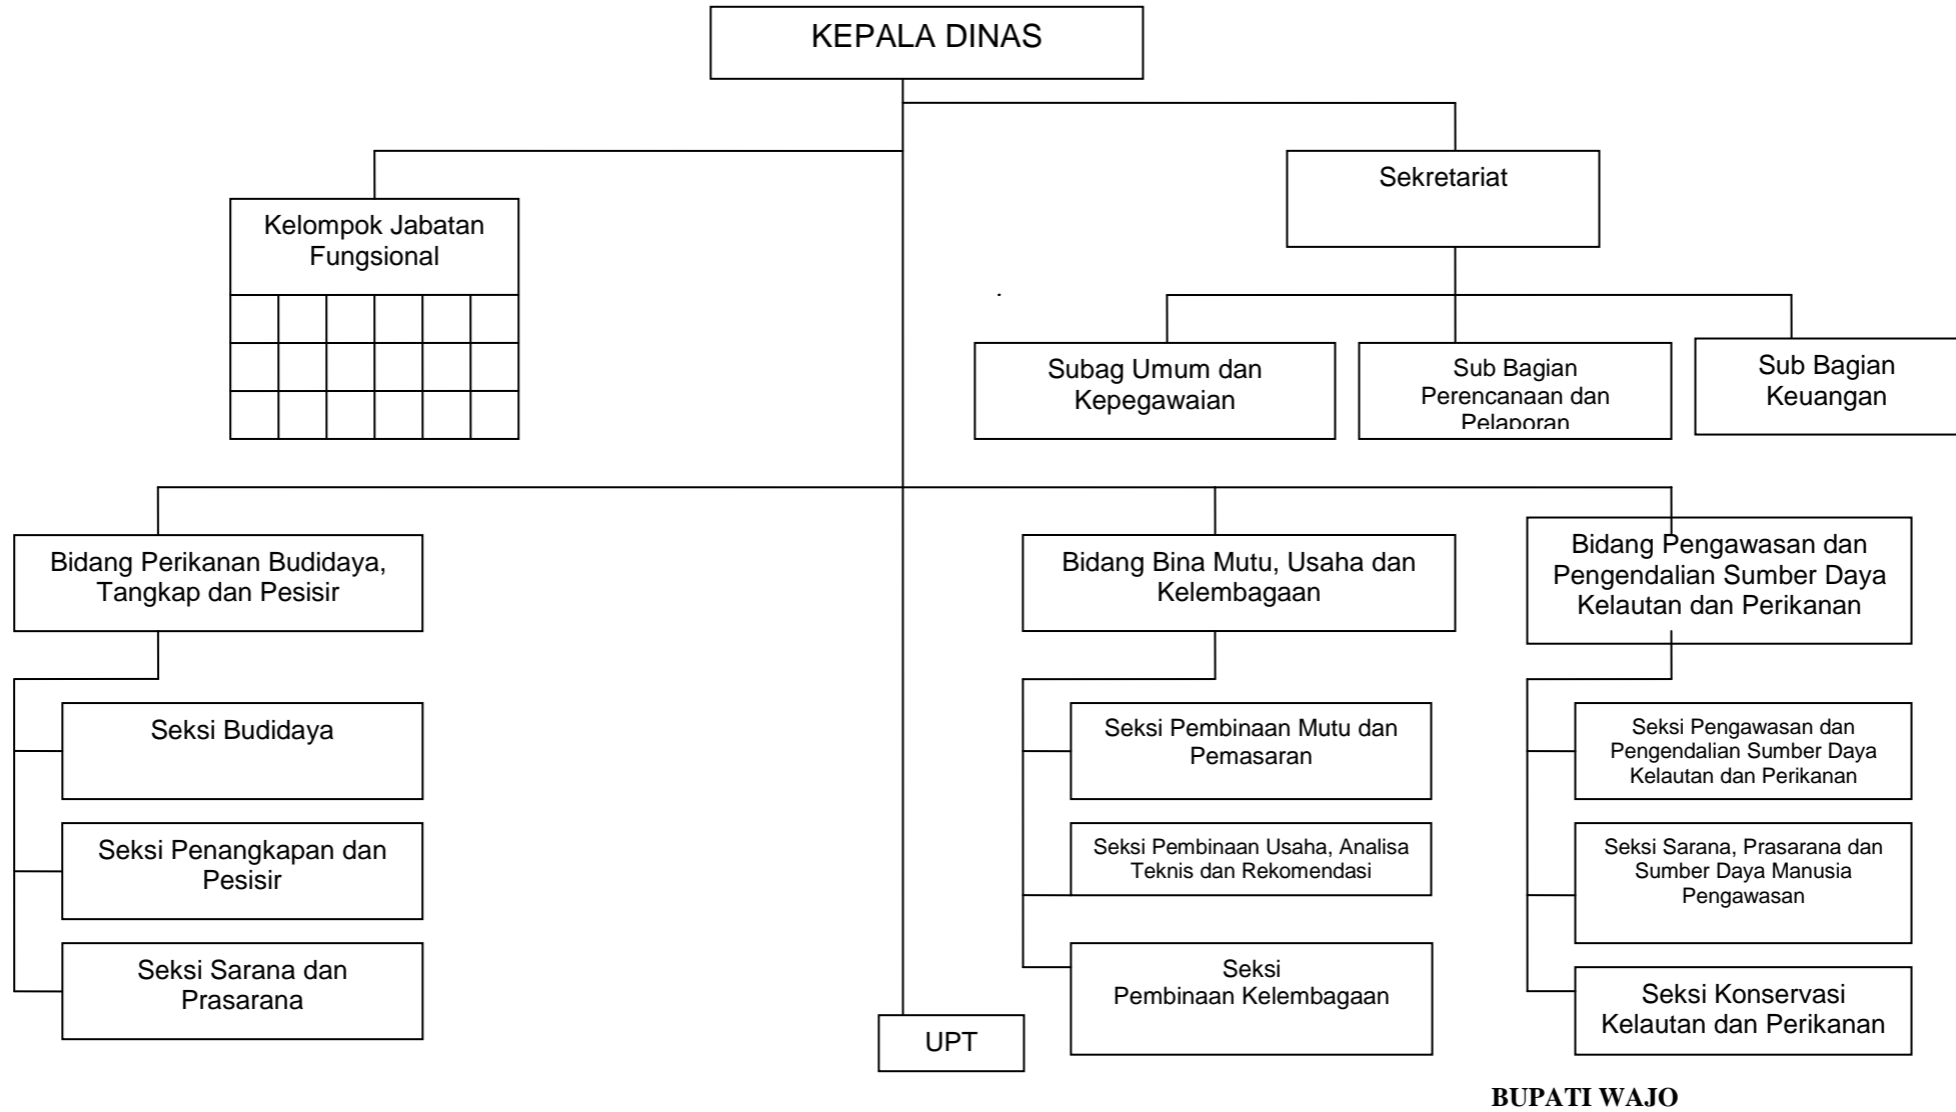 KEPALA DINAS
Sekretariat
Kelompok Jabatan
Fungsional
Subag Umum dan
Kepegawaian
Sub Bagian
Perencanaan dan
Pelaporan
Sub Bagian
Keuangan
Bidang Perikanan Budidaya,
Tangkap dan Pesisir
Bidang Bina Mutu, Usaha dan
Kelembagaan
Bidang Pengawasan dan
Pengendalian Sumber Daya
Kelautan dan Perikanan
Seksi Budidaya
Seksi Penangkapan dan
Pesisir
Seksi Sarana dan
Prasarana
UPT
Seksi Pembinaan Mutu dan
Pemasaran
Seksi Pembinaan Usaha, Analisa
Teknis dan Rekomendasi
Seksi
Pembinaan Kelembagaan
Seksi Pengawasan dan
Pengendalian Sumber Daya
Kelautan dan Perikanan
Seksi Sarana, Prasarana dan
Sumber Daya Manusia
Pengawasan
Seksi Konservasi
Kelautan dan Perikanan
BUPATI WAJO